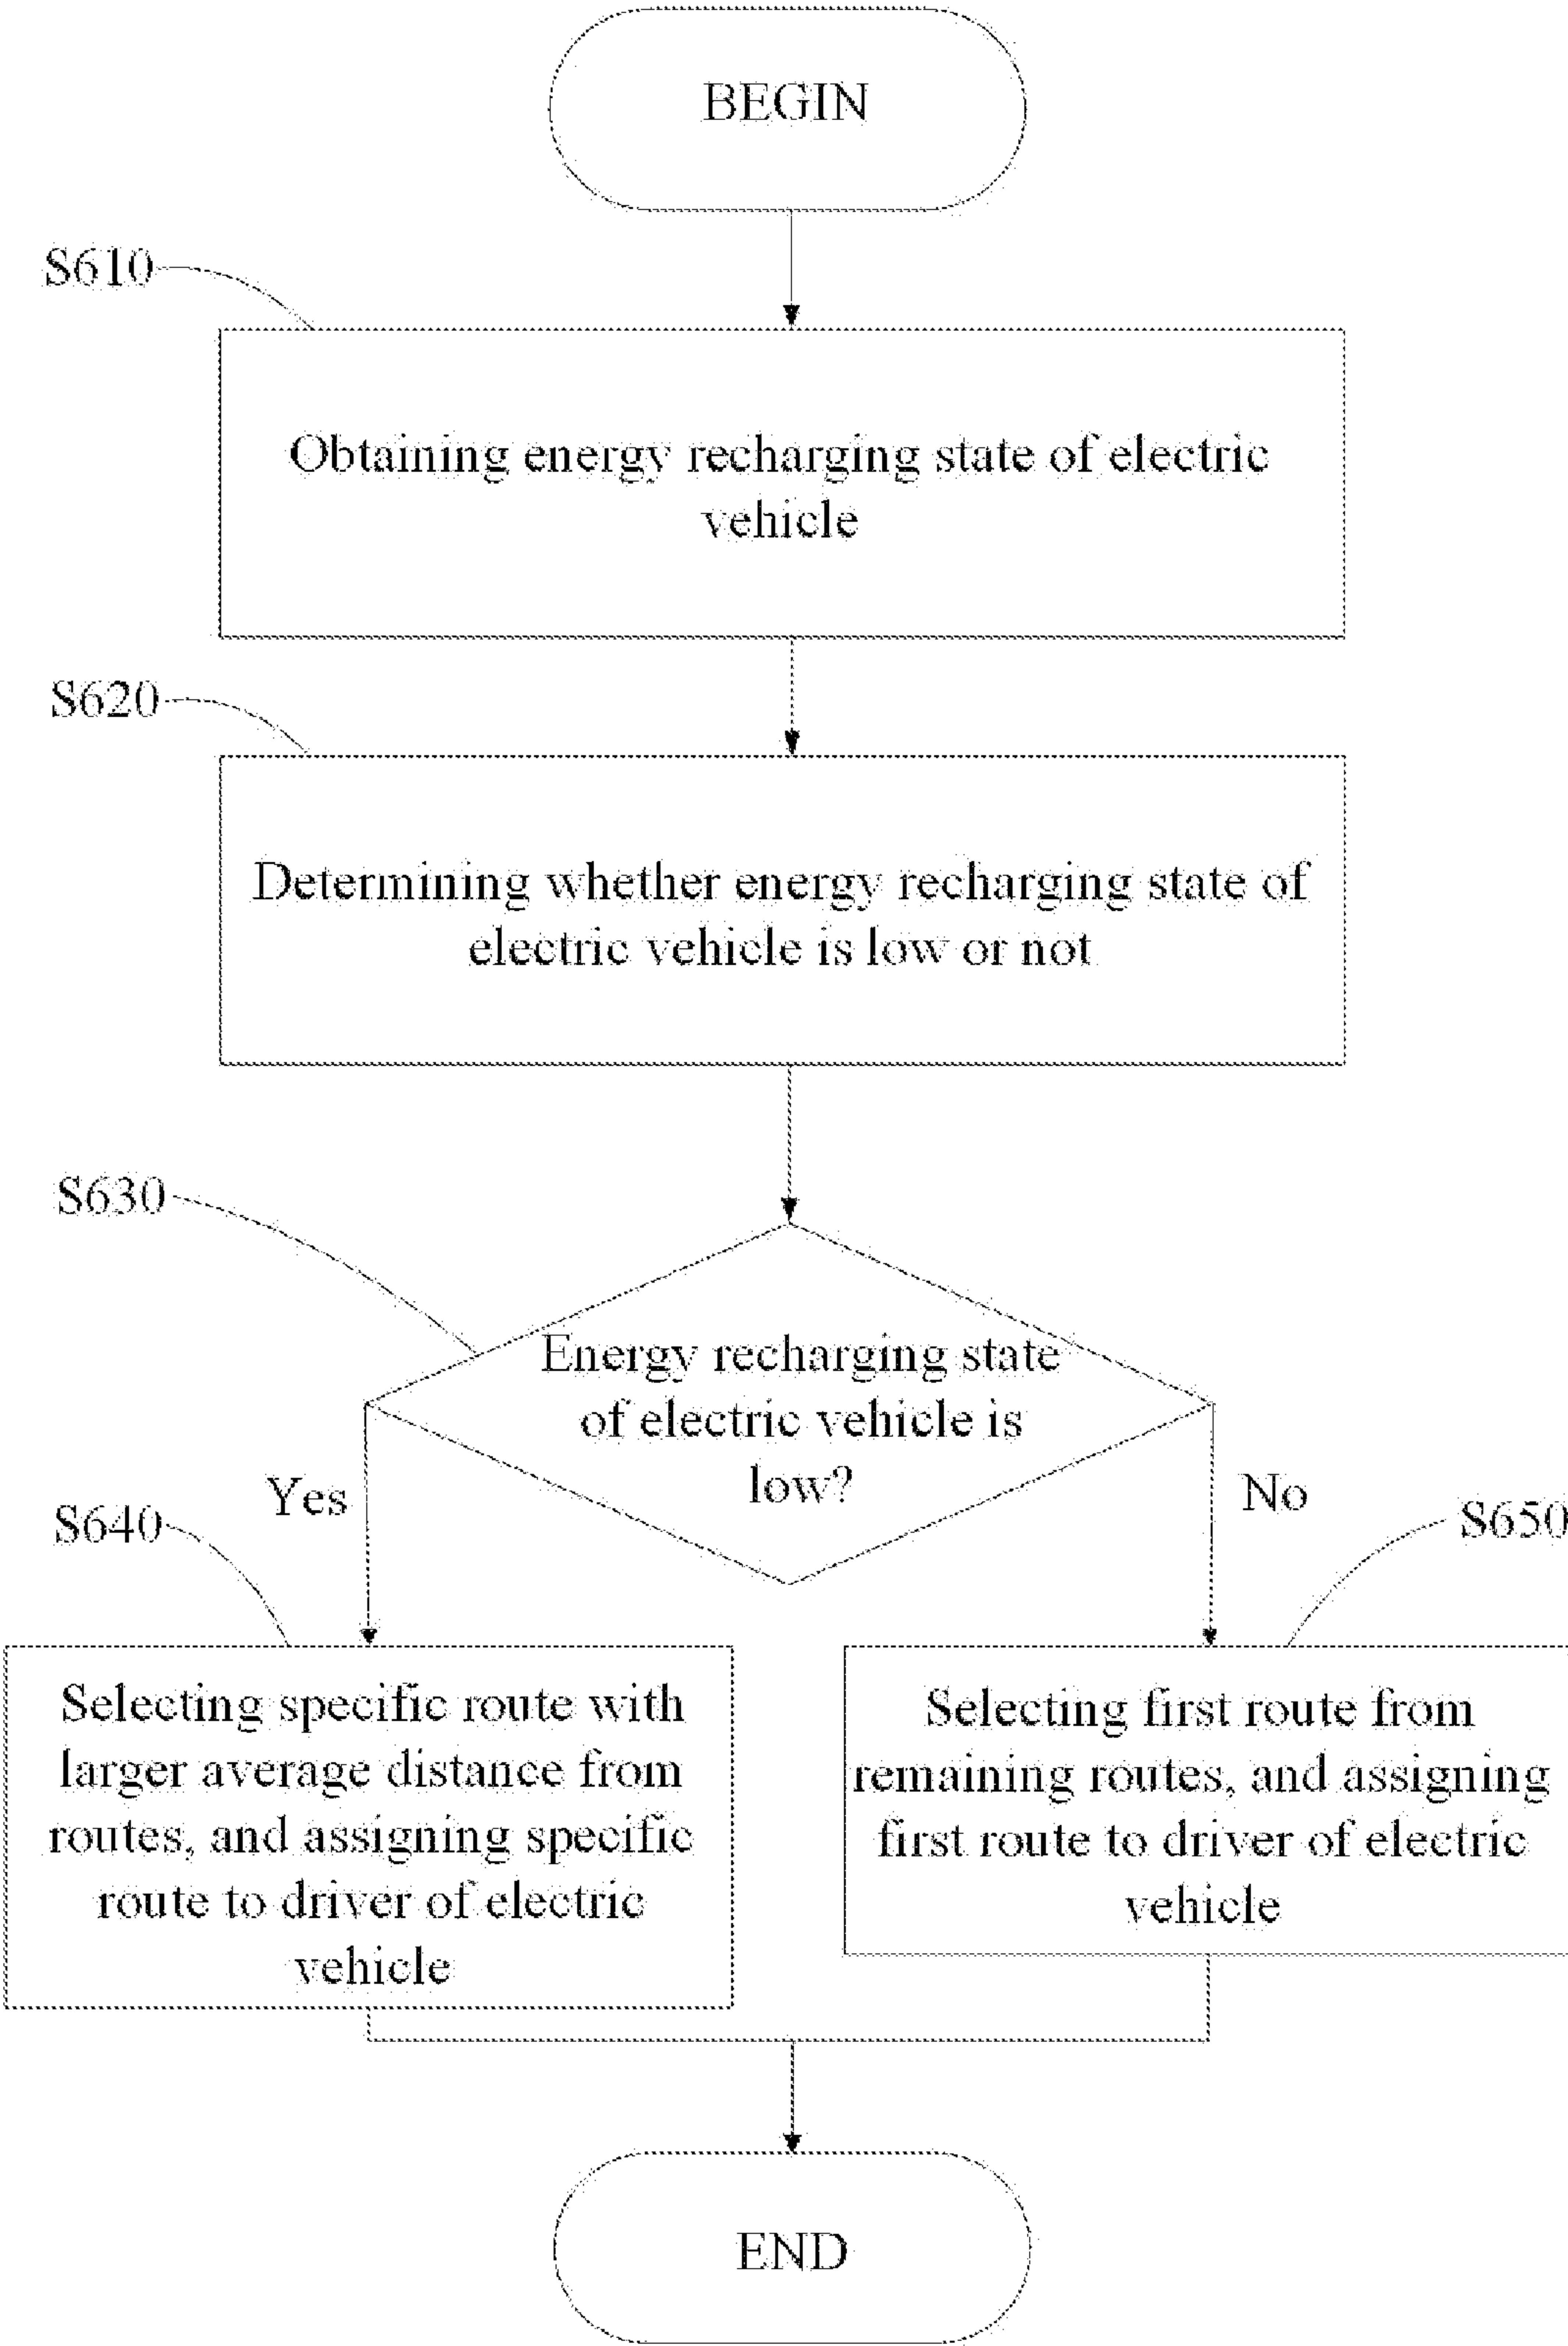 BEGIN
S610
Obtaining energy recharging state of electric
vehicle
S620
Determining whether energy recharging state of
electric vehicle is low or not
S630
Energy recharging state
of electric vehicle is
low?
Yes
No
S640
S650
Selecting specific route with
larger average distance from
routes, and assigning specific
route to driver of electric
vehicle
Selecting first route from
remaining routes, and assigning
first route to driver of electric
vehicle
END